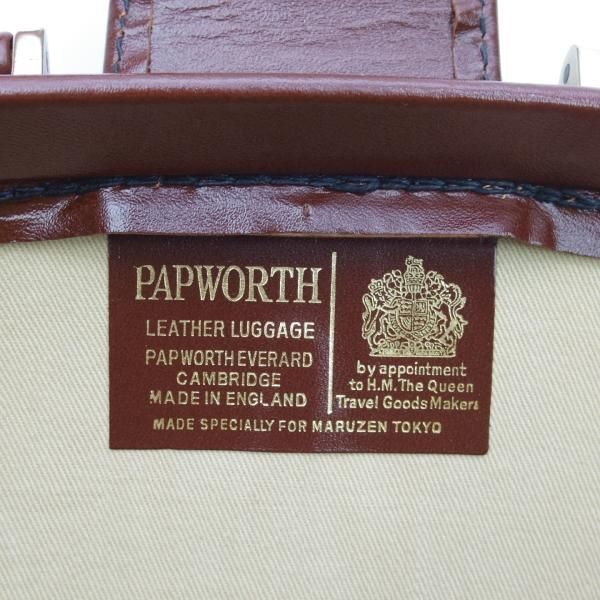 PAPWORTH
LEATHER LUGGAGE
PAPWORTH EVERARD
CAMBRIDGE
MADE IN ENGLAND
by appointment
to H.M. The Queen
Travel Goods Makers
MADE SPECIALLY FOR MARUZEN TOKYO